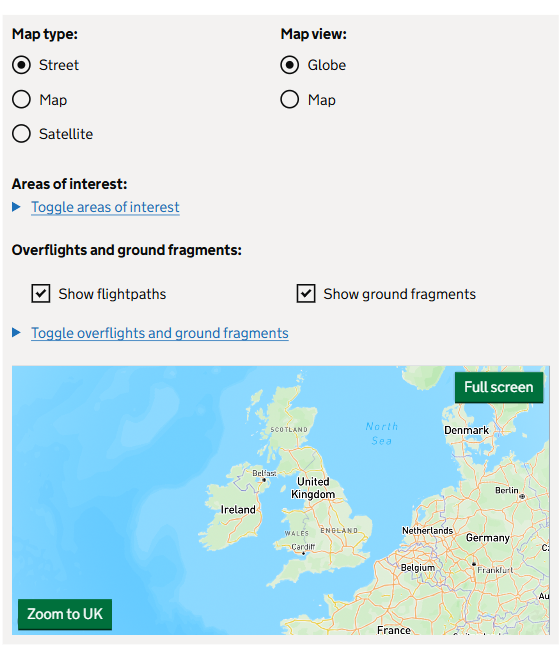 Map type:
Map view:
Street
Globe
Map
Map
Satellite
Areas of interest:
Toggle areas of interest
Overflights and ground fragments:
Show flightpaths
Show ground fragments
Toggle overflights and ground fragments
Full screen
SCOTLAND
North
Sea
Denmark
Belfast
United
Kingdom
Berlin
Ireland
WALES
ENGLAND
Netherlands
Germany
Cardiff
Belgium
Frankfurt
Zoom to UK
France